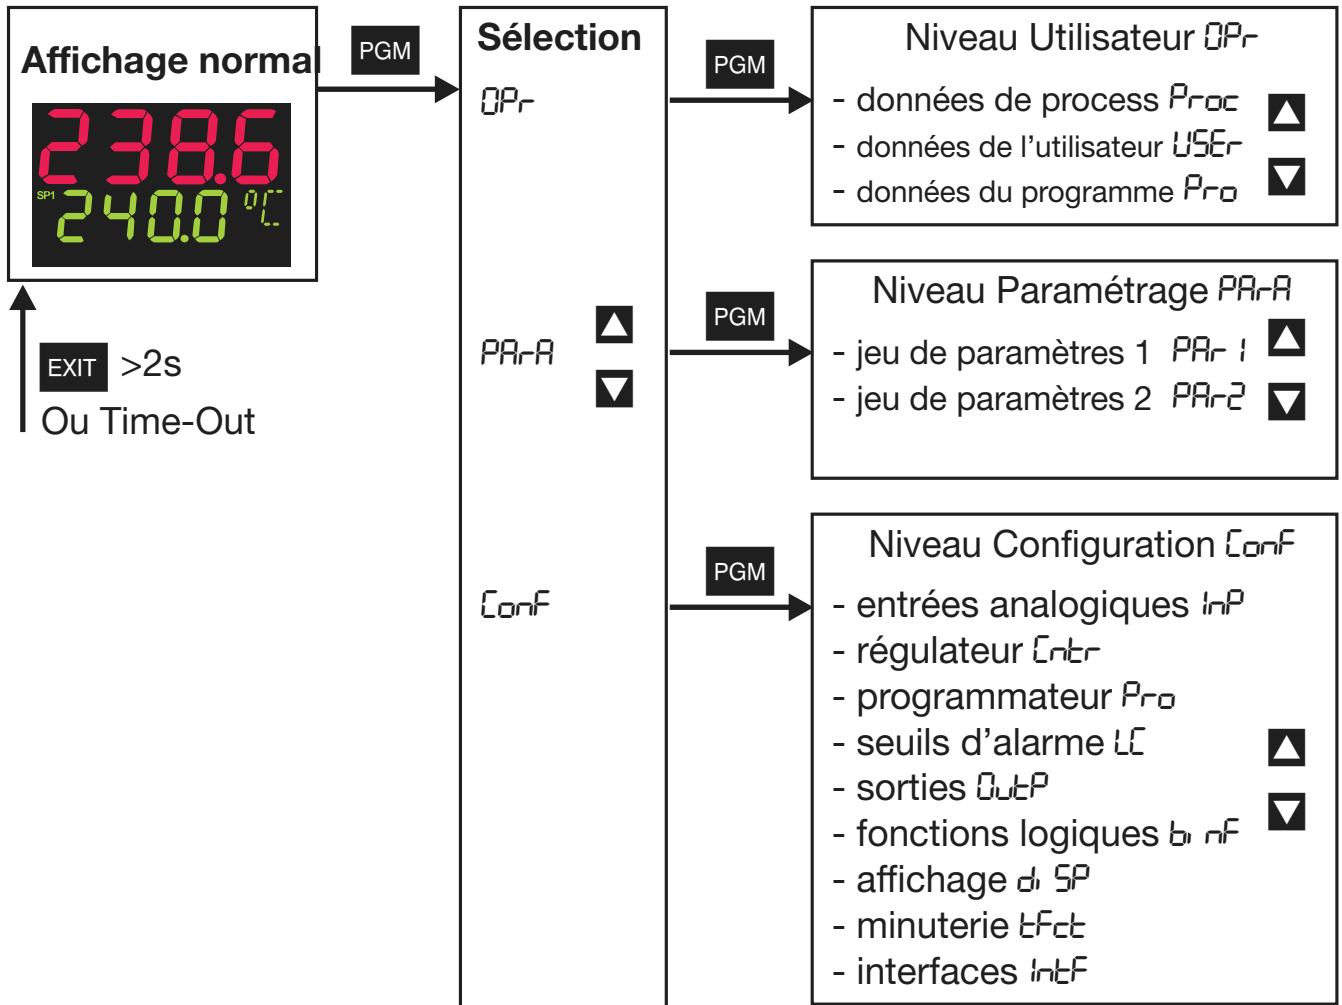 Affichage normal
238.6
SP1 240.0 °C
EXIT >2s
Ou Time-Out
PGM
Sélection
OPr
PArA
ConF
PGM
Niveau Utilisateur OPr
- données de process Proc
- données de l’utilisateur USEr
- données du programme Pro
PGM
Niveau Paramétrage PArA
- jeu de paramètres 1 PAr1
- jeu de paramètres 2 PAr2
PGM
Niveau Configuration ConF
- entrées analogiques InP
- régulateur Cntr
- programmateur Pro
- seuils d’alarme LC
- sorties OutP
- fonctions logiques binF
- affichage diSP
- minuterie tFct
- interfaces IntF